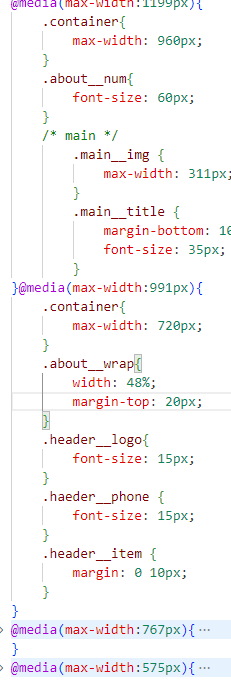 @media(max-width:1199px){
.container{
max-width: 960px;
}
.about__num{
font-size: 60px;
}
/* main */
.main__img {
max-width: 311px;
}
.main__title {
margin-bottom:
font-size: 35px;
}
}@media(max-width:991px){
.container{
max-width: 720px;
}
.about__wrap{
width: 48%;
margin-top: 20px;
}
.header__logo{
font-size: 15px;
}
.haeder__phone {
font-size: 15px;
}
.header__item {
margin: 0 10px;
}
}
@media(max-width:767px){ ⋯
}
@media(max-width:575px){ ⋯